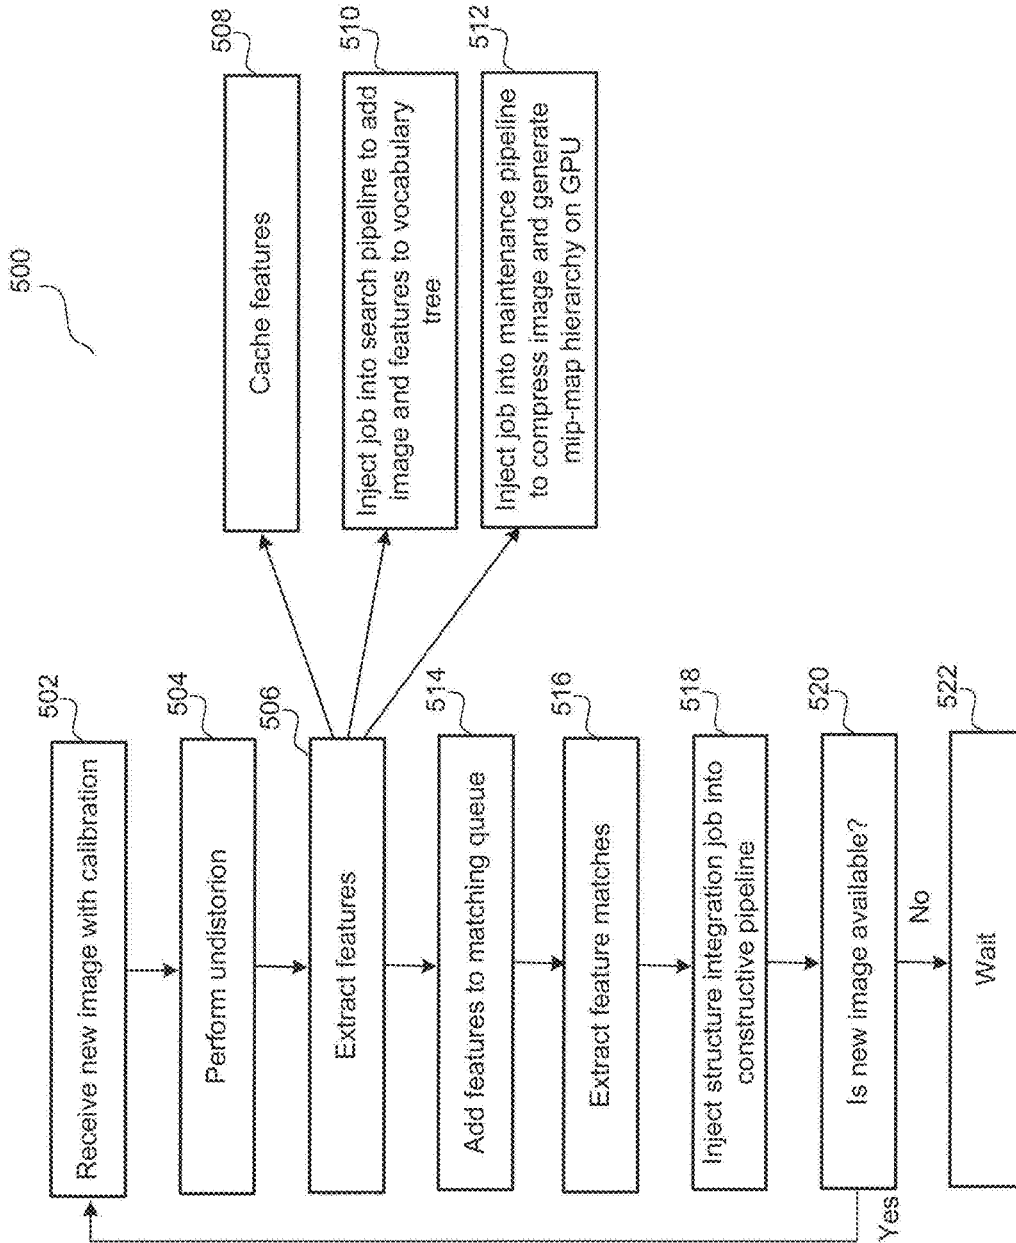 500
502
Receive new image with calibration
504
Perform undistorion
506
Extract features
508
Cache features
510
Inject job into search pipeline to add
image and features to vocabulary
tree
512
Inject job into maintenance pipeline
to compress image and generate
mip-map hierarchy on GPU
514
Add features to matching queue
516
Extract feature matches
518
Inject structure integration job into
constructive pipeline
520
Is new image available?
Yes
No
522
Wait